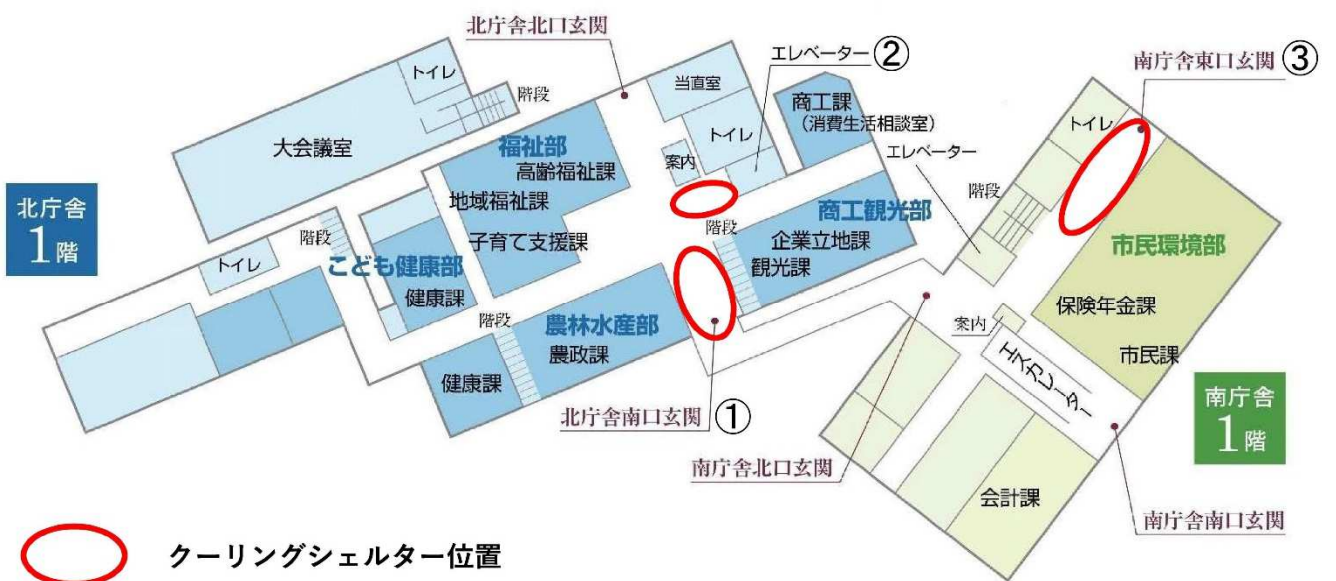 北庁舎北口玄関
エレベーター②
南庁舎東口玄関③
トイレ
階段
大会議室
当直室
トイレ
案内
商工課
(消費生活相談室)
エレベーター
トイレ
階段
福祉部
高齢福祉課
地域福祉課
子育て支援課
北庁舎
1階
トイレ
階段
こども健康部
健康課
階段
商工観光部
企業立地課
観光課
市民環境部
保険年金課
市民課
案内
エスカレーター
階段
農林水産部
農政課
健康課
北庁舎南口玄関①
南庁舎北口玄関
会計課
南庁舎
1階
南庁舎南口玄関
クーリングシェルター位置